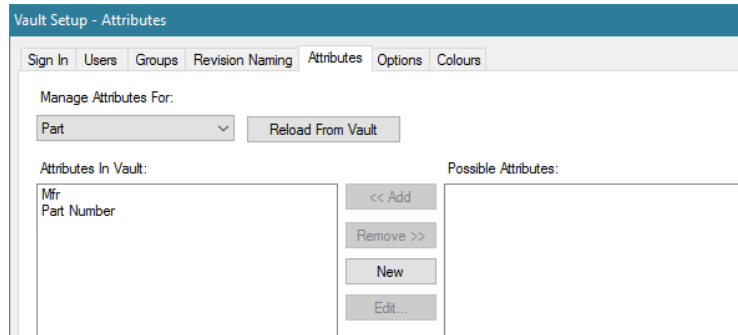 Vault Setup - Attributes
Sign In Users Groups Revision Naming Attributes Options Colours
Manage Attributes For:
Part Reload From Vault
Attributes In Vault: Possible Attributes:
Mfr
Part Number
<< Add
Remove >>
New
Edit...